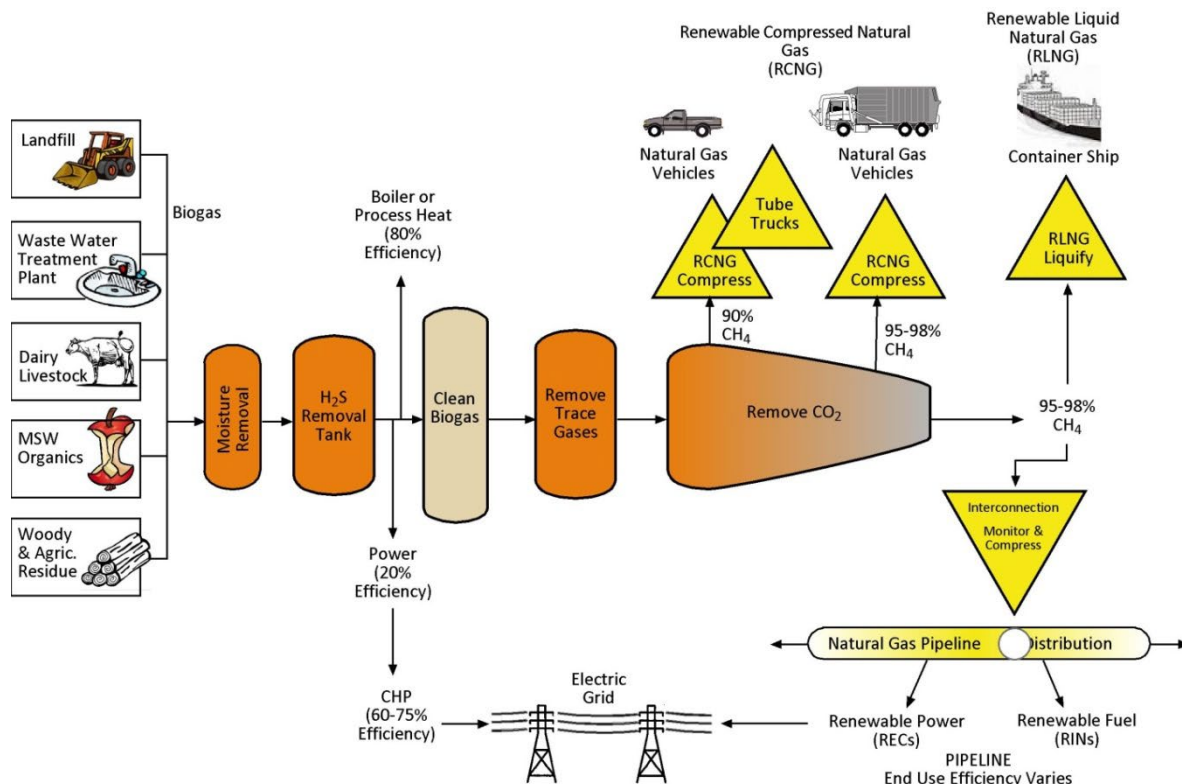 Renewable Compressed Natural
Gas
(RCNG)
Renewable Liquid
Natural Gas
(RLNG)
Natural Gas
Vehicles
Natural Gas
Vehicles
Container Ship
Landfill
Biogas
Waste Water
Treatment
Plant
Dairy
Livestock
MSW
Organics
Woody
& Agric.
Residue
Boiler or
Process Heat
(80%
Efficiency)
Tube
Trucks
RCNG
Compress
RCNG
Compress
RLNG
Liquify
90%
CH₄
95-98%
CH₄
Moisture
Removal
H₂S
Removal
Tank
Clean
Biogas
Remove
Trace
Gases
Remove CO₂
95-98%
CH₄
Interconnection
Monitor &
Compress
Power
(20%
Efficiency)
CHP
(60-75%
Efficiency)
Electric
Grid
Natural Gas Pipeline
istribution
Renewable Power
(RECs)
Renewable Fuel
(RINs)
PIPELINE
End Use Efficiency Varies